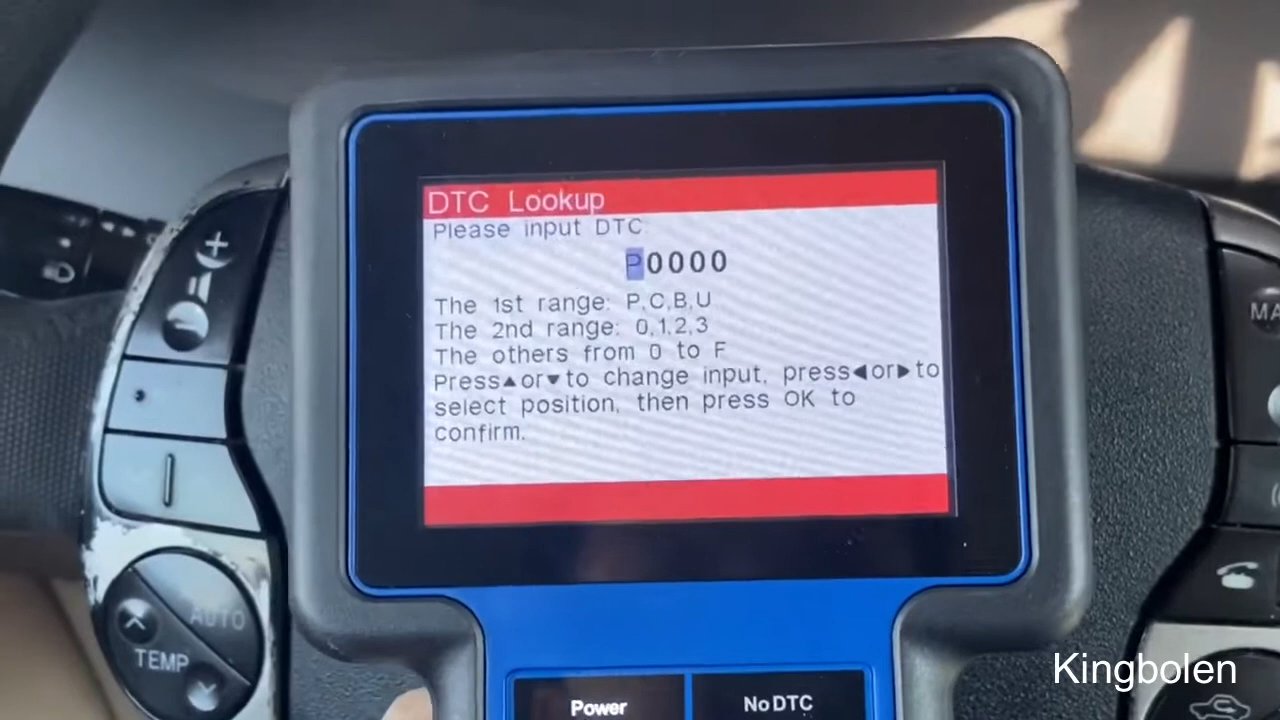 DTC Lookup
Please input DTC:
P0000
The 1st range: P,C,B,U
The 2nd range: 0,1,2,3
The others from 0 to F
Press▲or▼to change input, press◀or▶to
select position, then press OK to
confirm.
AUTO
TEMP
Power
NoDTC
Kingbolen